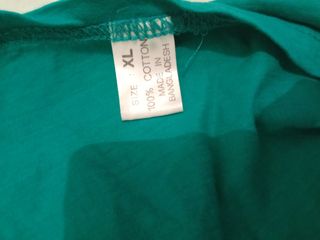 SIZE : XL
100% COTTON
MADE IN
BANGLADESH